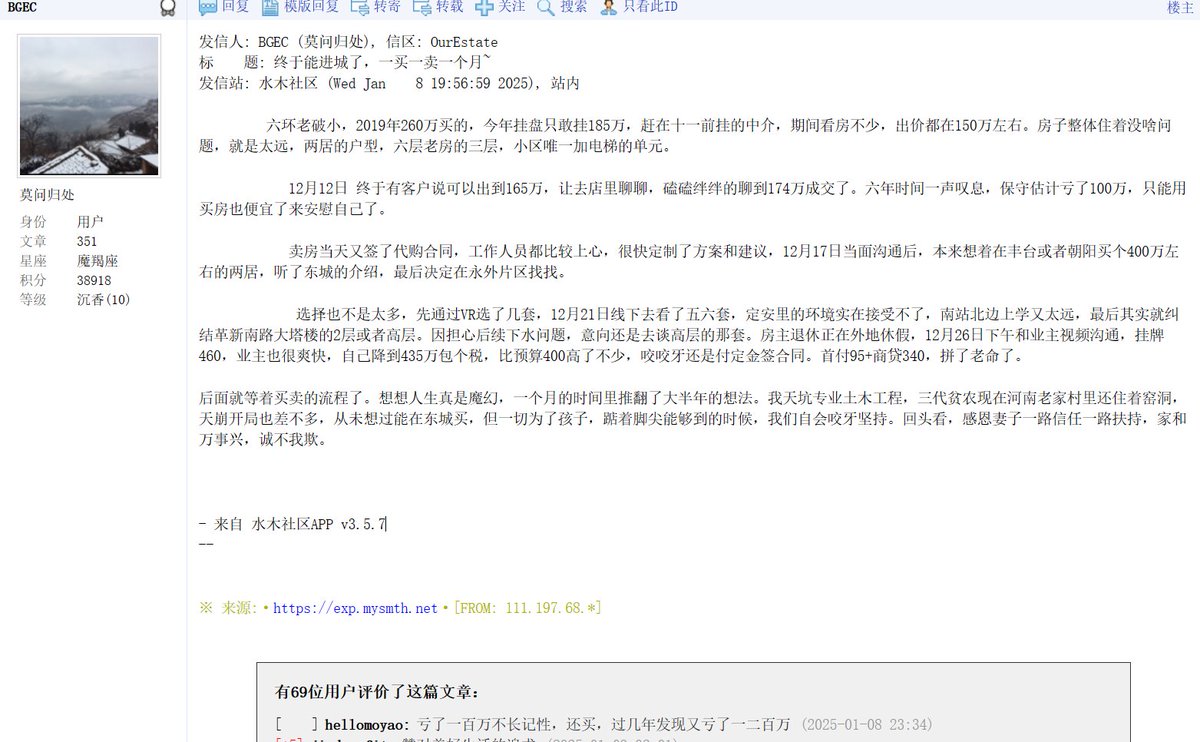 BGEC
回复 模版回复 转寄 转载 关注 搜索 只看此ID
楼主
莫问归处
身份 用户
文章 351
星座 魔羯座
积分 38918
等级 沉香(10)
发信人: BGEC (莫问归处), 信区: OurEstate
标 题: 终于能进城了，一买一卖一个月~
发信站: 水木社区 (Wed Jan 8 19:56:59 2025), 站内
六环老破小，2019年260万买的，今年挂盘只敢挂185万，赶在十一前挂的中介，期间看房不少，出价都在150万左右。房子整体住着没啥问
题，就是太远，两居的户型，六层老房的三层，小区唯一加电梯的单元。
12月12日 终于有客户说可以出到165万，让去店里聊聊，磕磕绊绊的聊到174万成交了。六年时间一声叹息，保守估计亏了100万，只能用
买房也便宜了来安慰自己了。
卖房当天又签了代购合同，工作人员都比较上心，很快定制了方案和建议，12月17日当面沟通后，本来想着在丰台或者朝阳买个400万左
右的两居，听了东城的介绍，最后决定在永外片区找找。
选择也不是太多，先通过VR选了几套，12月21日线下去看了五六套，定安里的环境实在接受不了，南站北边上学又太远，最后其实就纠
结革新南路大塔楼的2层或者高层。因担心后续下水问题，意向还是去谈高层的那套。房主退休正在外地休假，12月26日下午和业主视频沟通，挂牌
460，业主也很爽快，自己降到435万包个税，比预算400高了不少，咬咬牙还是付定金签合同。首付95+商贷340，拼了老命了。
后面就等着买卖的流程了。想想人生真是魔幻，一个月的时间里推翻了大半年的想法。我天坑专业土木工程，三代贫农现在河南老家村里还住着窑洞，
天崩开局也差不多，从未想过能在东城买，但一切为了孩子，踮着脚尖能够到的时候，我们自会咬牙坚持。回头看，感恩妻子一路信任一路扶持，家和
万事兴，诚不我欺。
- 来自 水木社区APP v3.5.7
--
※ 来源:·https://exp.mysmth.net·[FROM: 111.197.68.*]
有69位用户评价了这篇文章：
[ ] hellomoyao: 亏了一百万不长记性，还买，过几年发现又亏了一二百万 (2025-01-08 23:34)